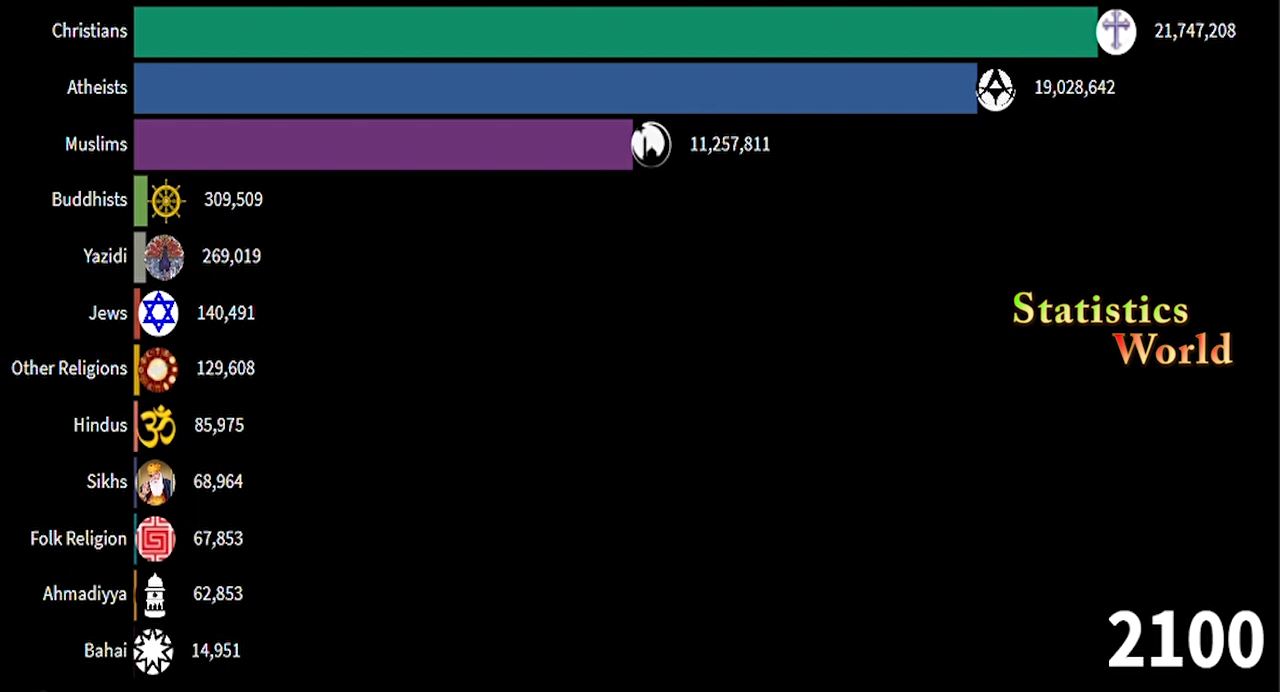 Christians 21,747,208
Atheists 19,028,642
Muslims 11,257,811
Buddhists 309,509
Yazidi 269,019
Jews 140,491
Statistics
World
Other Religions 129,608
Hindus 85,975
Sikhs 68,964
Folk Religion 67,853
Ahmadiyya 62,853
Bahai 14,951
2100